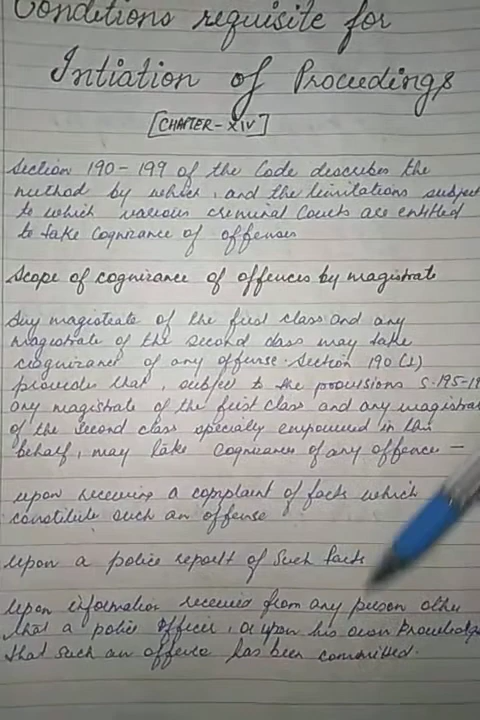 Conditions requisite for
Intiation of Proceedings
[CHAPTER-XIV]
Section 190-199 of the Code describes the
method by which, and the limitations subject
to which various criminal Courts are entitled
to take Cognizance of offenses
Scope of cognizance of offences by magistrate
Any magistrate of the first class and any
magistrate of the second class may take
cognizance of any offense. Section 190 (1)
provides that, subject to the provisions S.195-19
any magistrate of the first class and any magistrat
of the second class specially empowered in this
behalf, may take Cognizance of any offence —
upon receiving a complaint of facts which
constitute such an offense
Upon a police report of such facts
Upon information received from any person other
that a police officer, or upon his own knowledge
that such an offence has been committed.